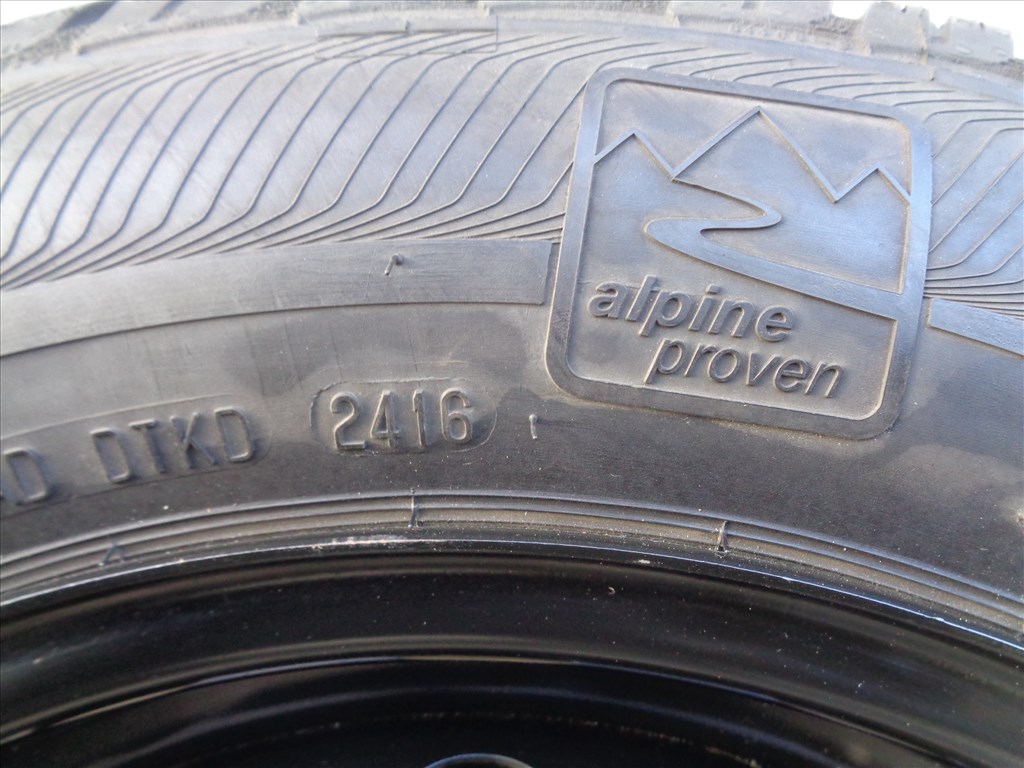 alpine
proven
DTKD 2416